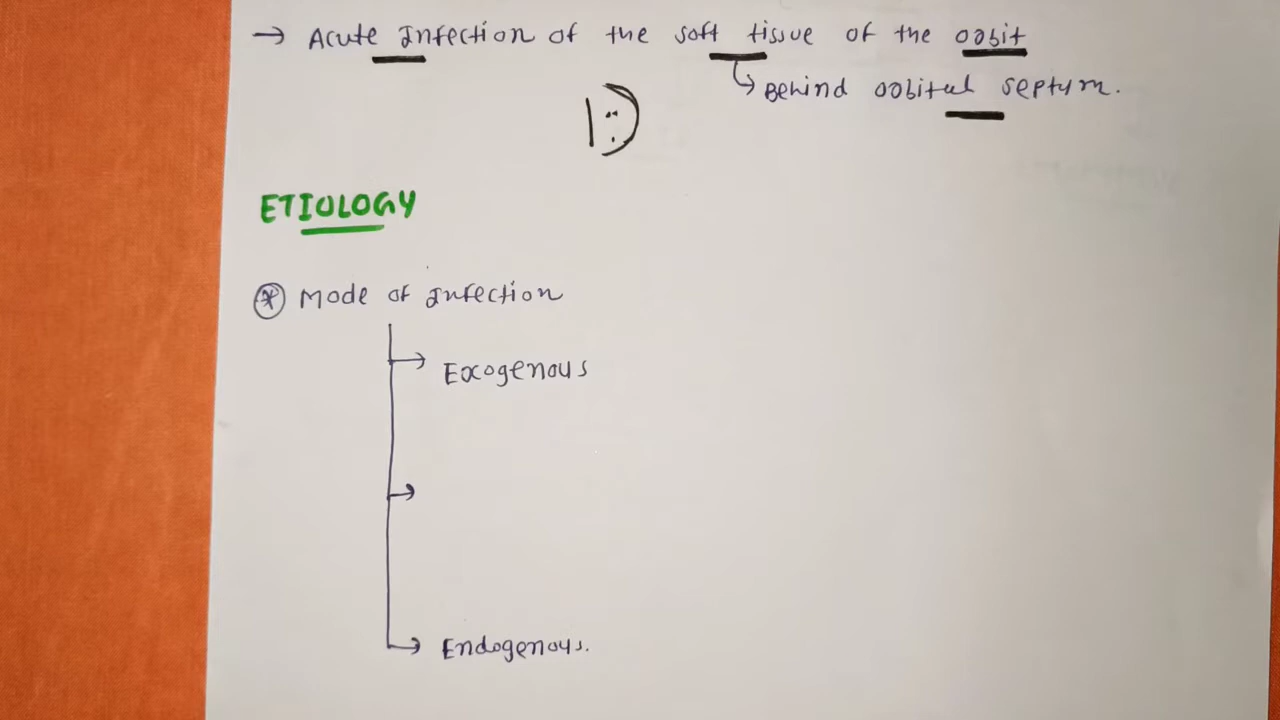 → Acute Infection of the soft tissue of the orbit
↳ Behind orbital septum.
ETIOLOGY
* Mode of Infection
→ Exogenous
→
→ Endogenous.